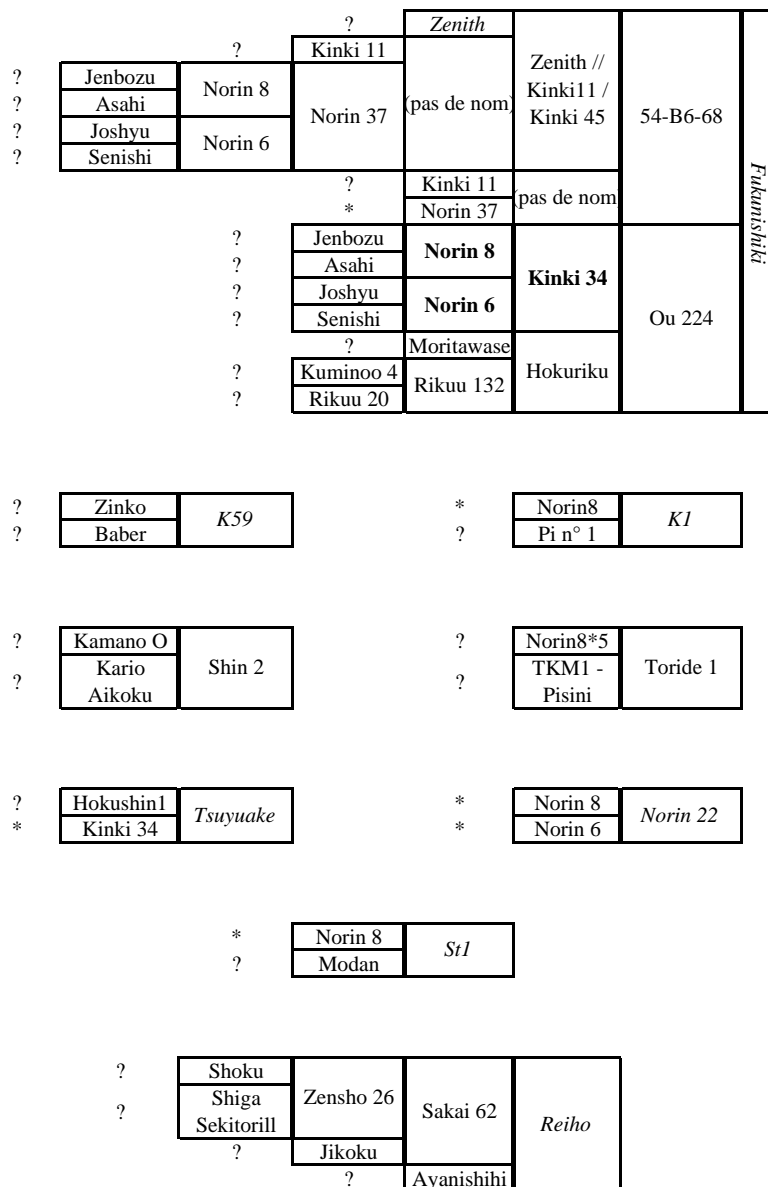 ? Zenith
? Kinki 11
Zenith //
Kinki11 /
Kinki 45
? Jenbozu
Norin 8
(pas de nom)
? Asahi
Norin 37
54-B6-68
? Joshyu
Norin 6
? Senishi
Fukunishiki
? Kinki 11
(pas de nom
* Norin 37
? Jenbozu
Norin 8
? Asahi
Kinki 34
? Joshyu
Norin 6
? Senishi
Ou 224
? Moritawase
Hokuriku
? Kuminoo 4
Rikuu 132
? Rikuu 20
? Zinko
K59
? Baber
* Norin8
K1
? Pi n° 1
? Kamano O
Shin 2
? Kario
Aikoku
? Norin8*5
Toride 1
? TKM1 -
Pisini
? Hokushin1
Tsuyuake
* Kinki 34
* Norin 8
Norin 22
* Norin 6
* Norin 8
St1
? Modan
? Shoku
Zensho 26
? Shiga
Sekitorill
Sakai 62
Reiho
? Jikoku
? Ayanishihi